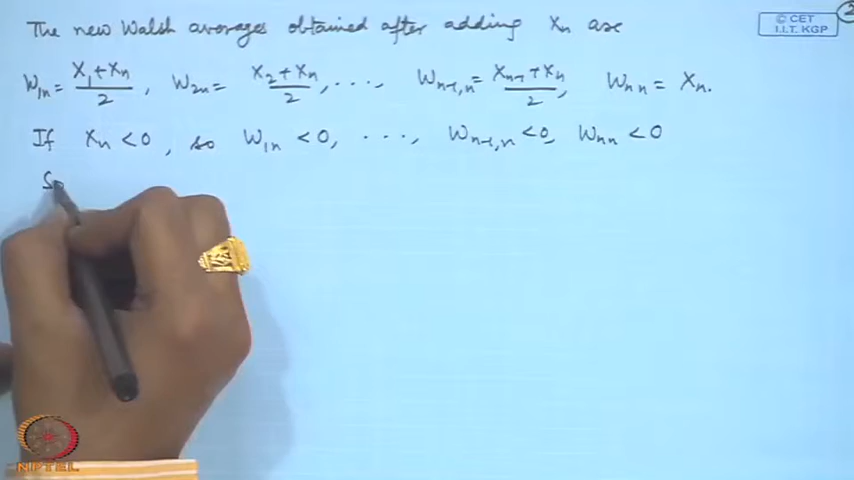 The new Walsh averages obtained after adding Xn are
W1n = X1+Xn/2, W2n = X2+Xn/2, ..., Wn-1,n = Xn-1+Xn/2, Wnn = Xn.
If Xn < 0, so W1n < 0, ..., Wn-1,n < 0, Wnn < 0
So
© CET
I.I.T. KGP
2
NPTEL